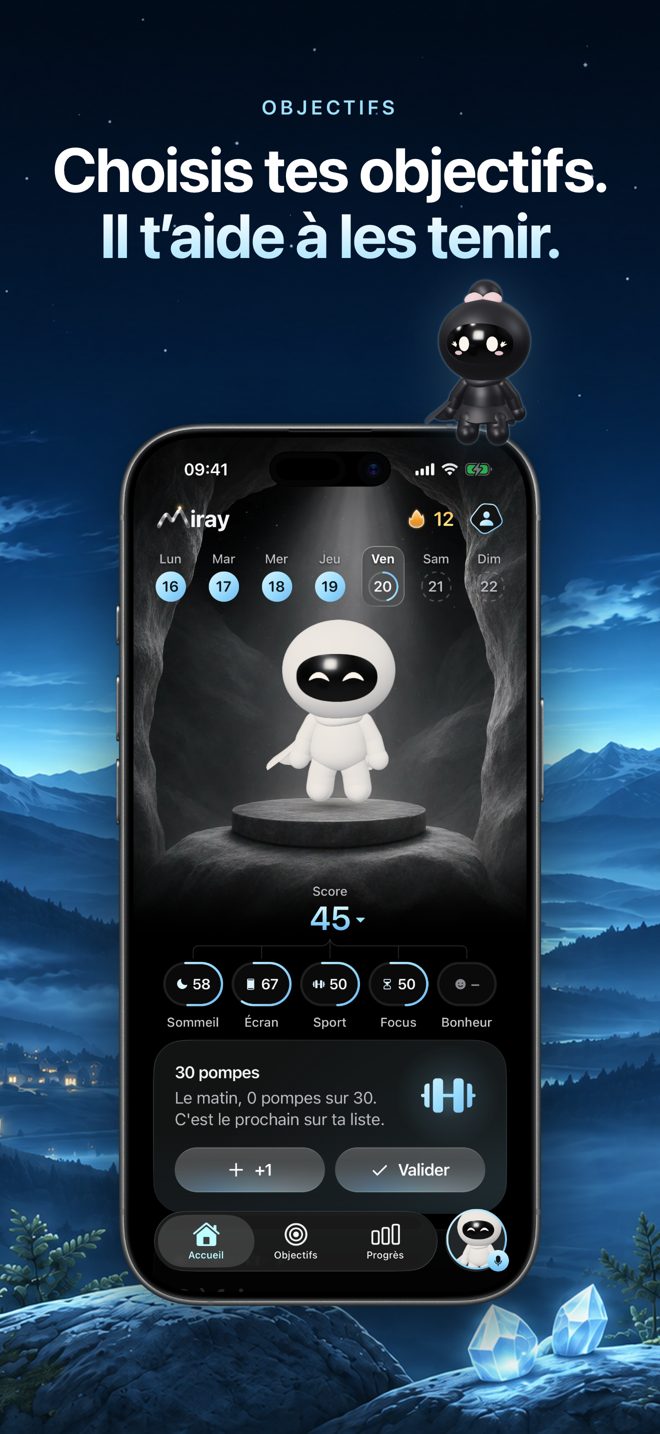 OBJECTIFS
Choisis tes objectifs.
Il t’aide à les tenir.
09:41
Miray
12
Lun Mar Mer Jeu Ven Sam Dim
16 17 18 19 20 21 22
Score
45
58 67 50 50 –
Sommeil Écran Sport Focus Bonheur
30 pompes
Le matin, 0 pompes sur 30.
C'est le prochain sur ta liste.
+ +1 Valider
Accueil Objectifs Progrès